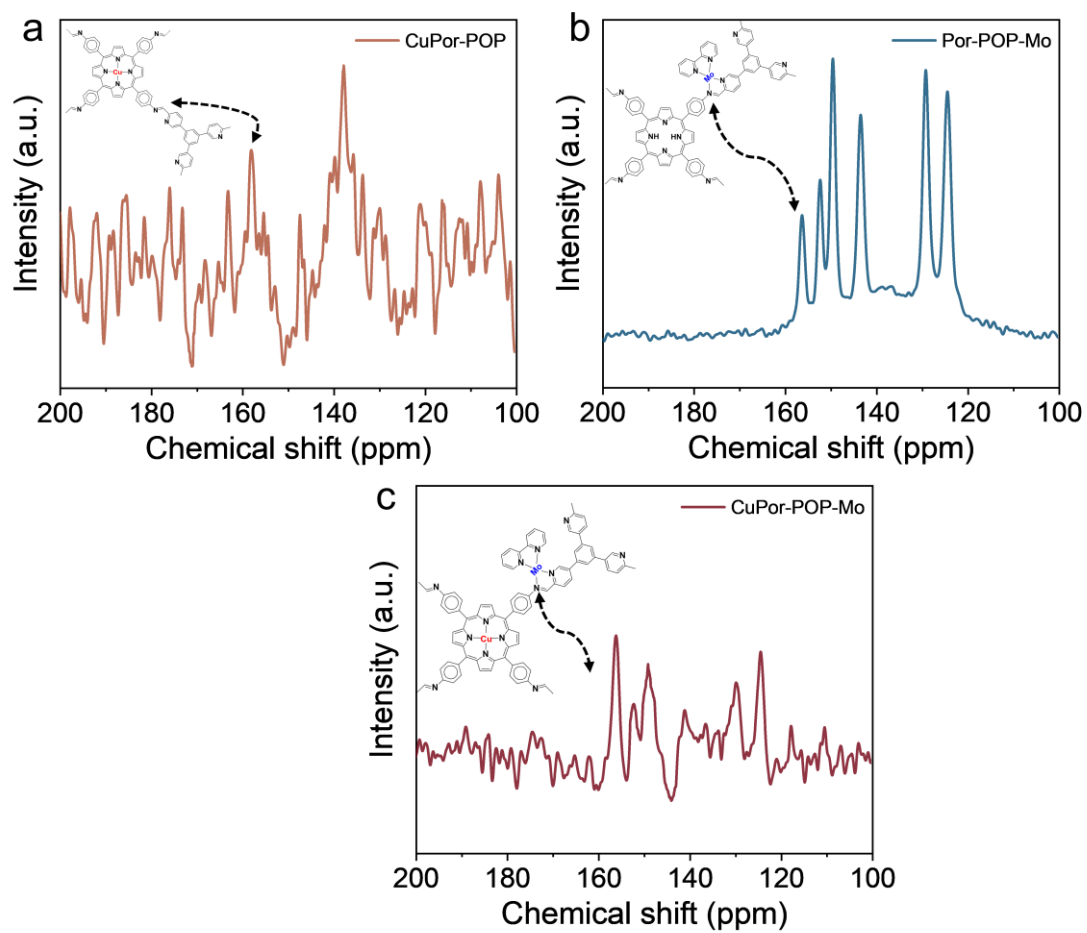 a
CuPor-POP
Cu
N
N
N
N
N
N
N
N
N
N
N
Intensity (a.u.)
200 180 160 140 120 100
Chemical shift (ppm)
b
Por-POP-Mo
N
N
N
N
Mo
N
N
N
N
N
NH
HN
N
N
N
Intensity (a.u.)
200 180 160 140 120 100
Chemical shift (ppm)
c
CuPor-POP-Mo
N
N
N
N
Mo
N
N
N
N
N
N
Cu
N
N
N
N
Intensity (a.u.)
200 180 160 140 120 100
Chemical shift (ppm)